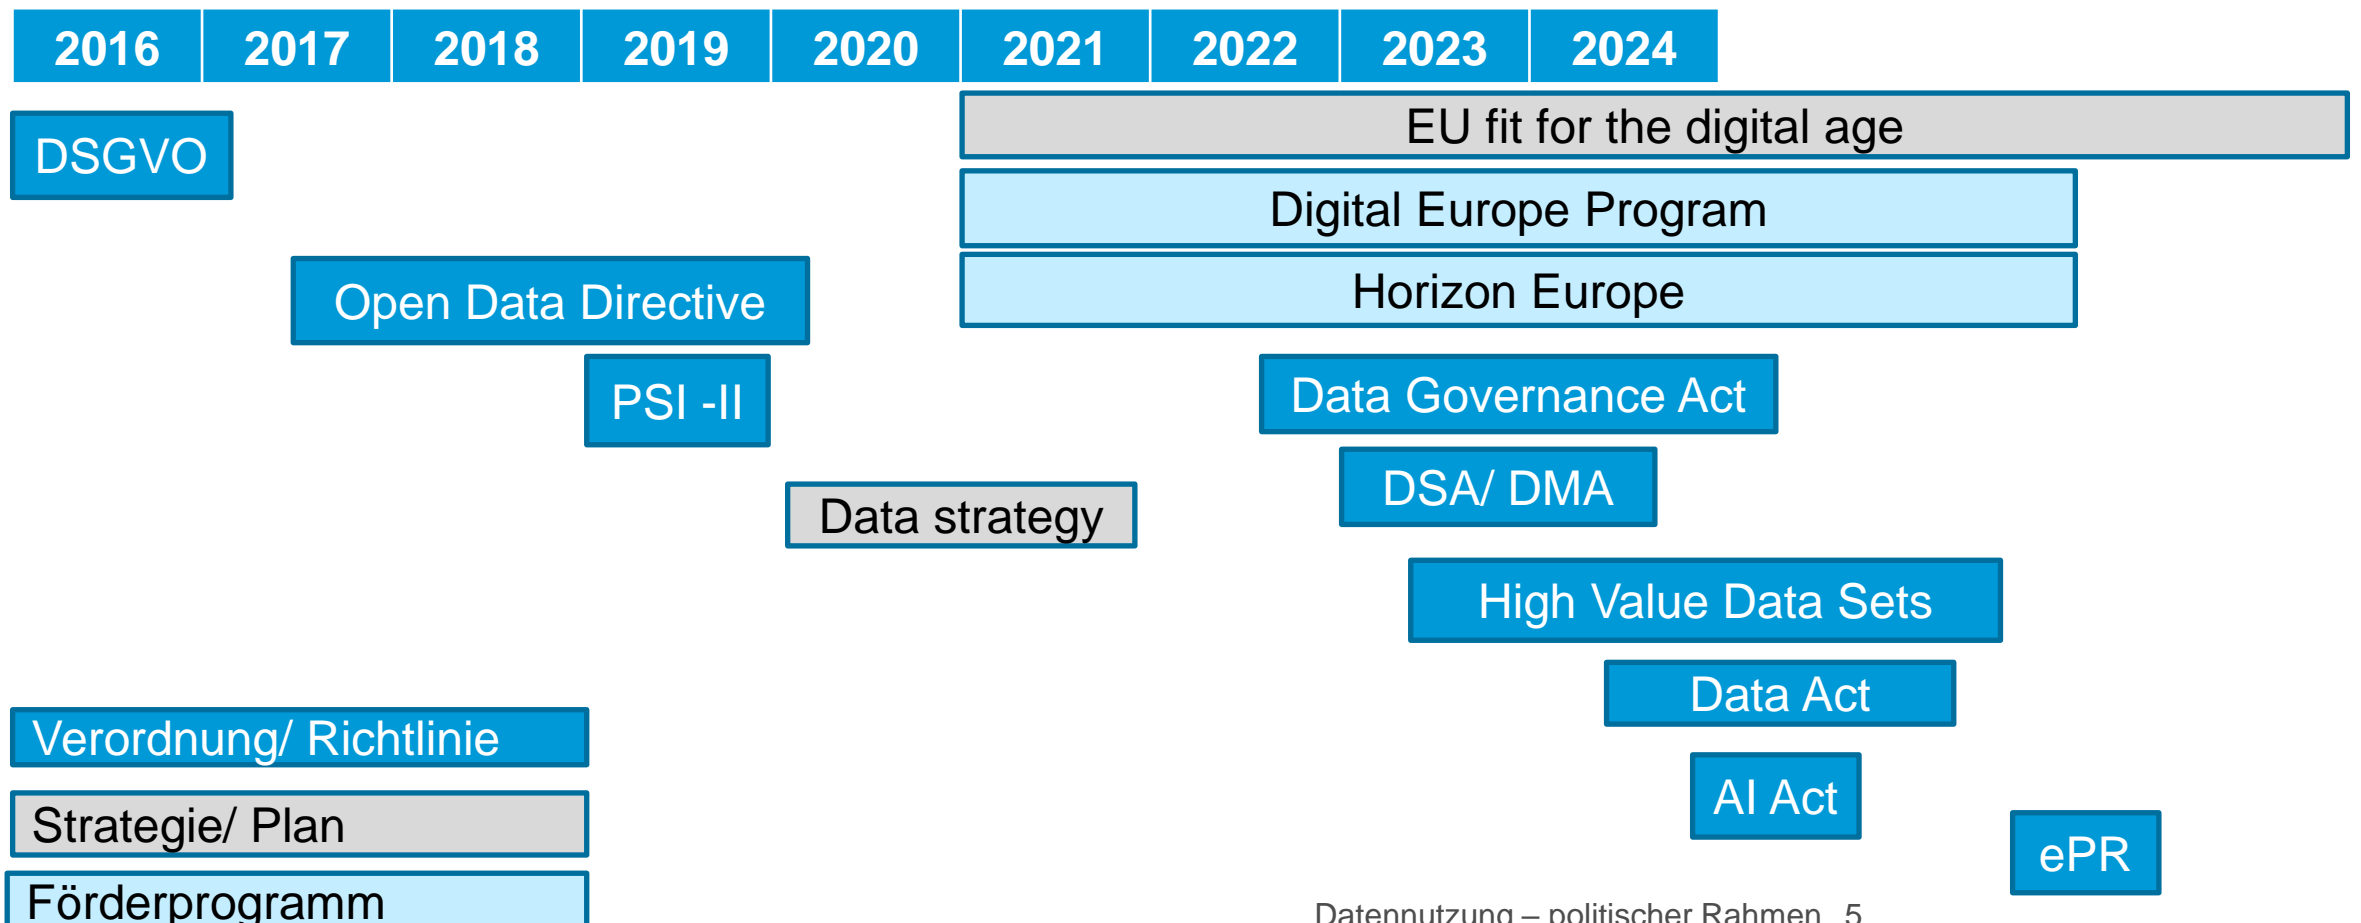 2016 2017 2018 2019 2020 2021 2022 2023 2024
EU fit for the digital age
DSGVO
Digital Europe Program
Open Data Directive
Horizon Europe
PSI -II
Data Governance Act
DSA/ DMA
Data strategy
High Value Data Sets
Data Act
Verordnung/ Richtlinie
AI Act
Strategie/ Plan
ePR
Förderprogramm
Datennutzung – politischer Rahmen 5